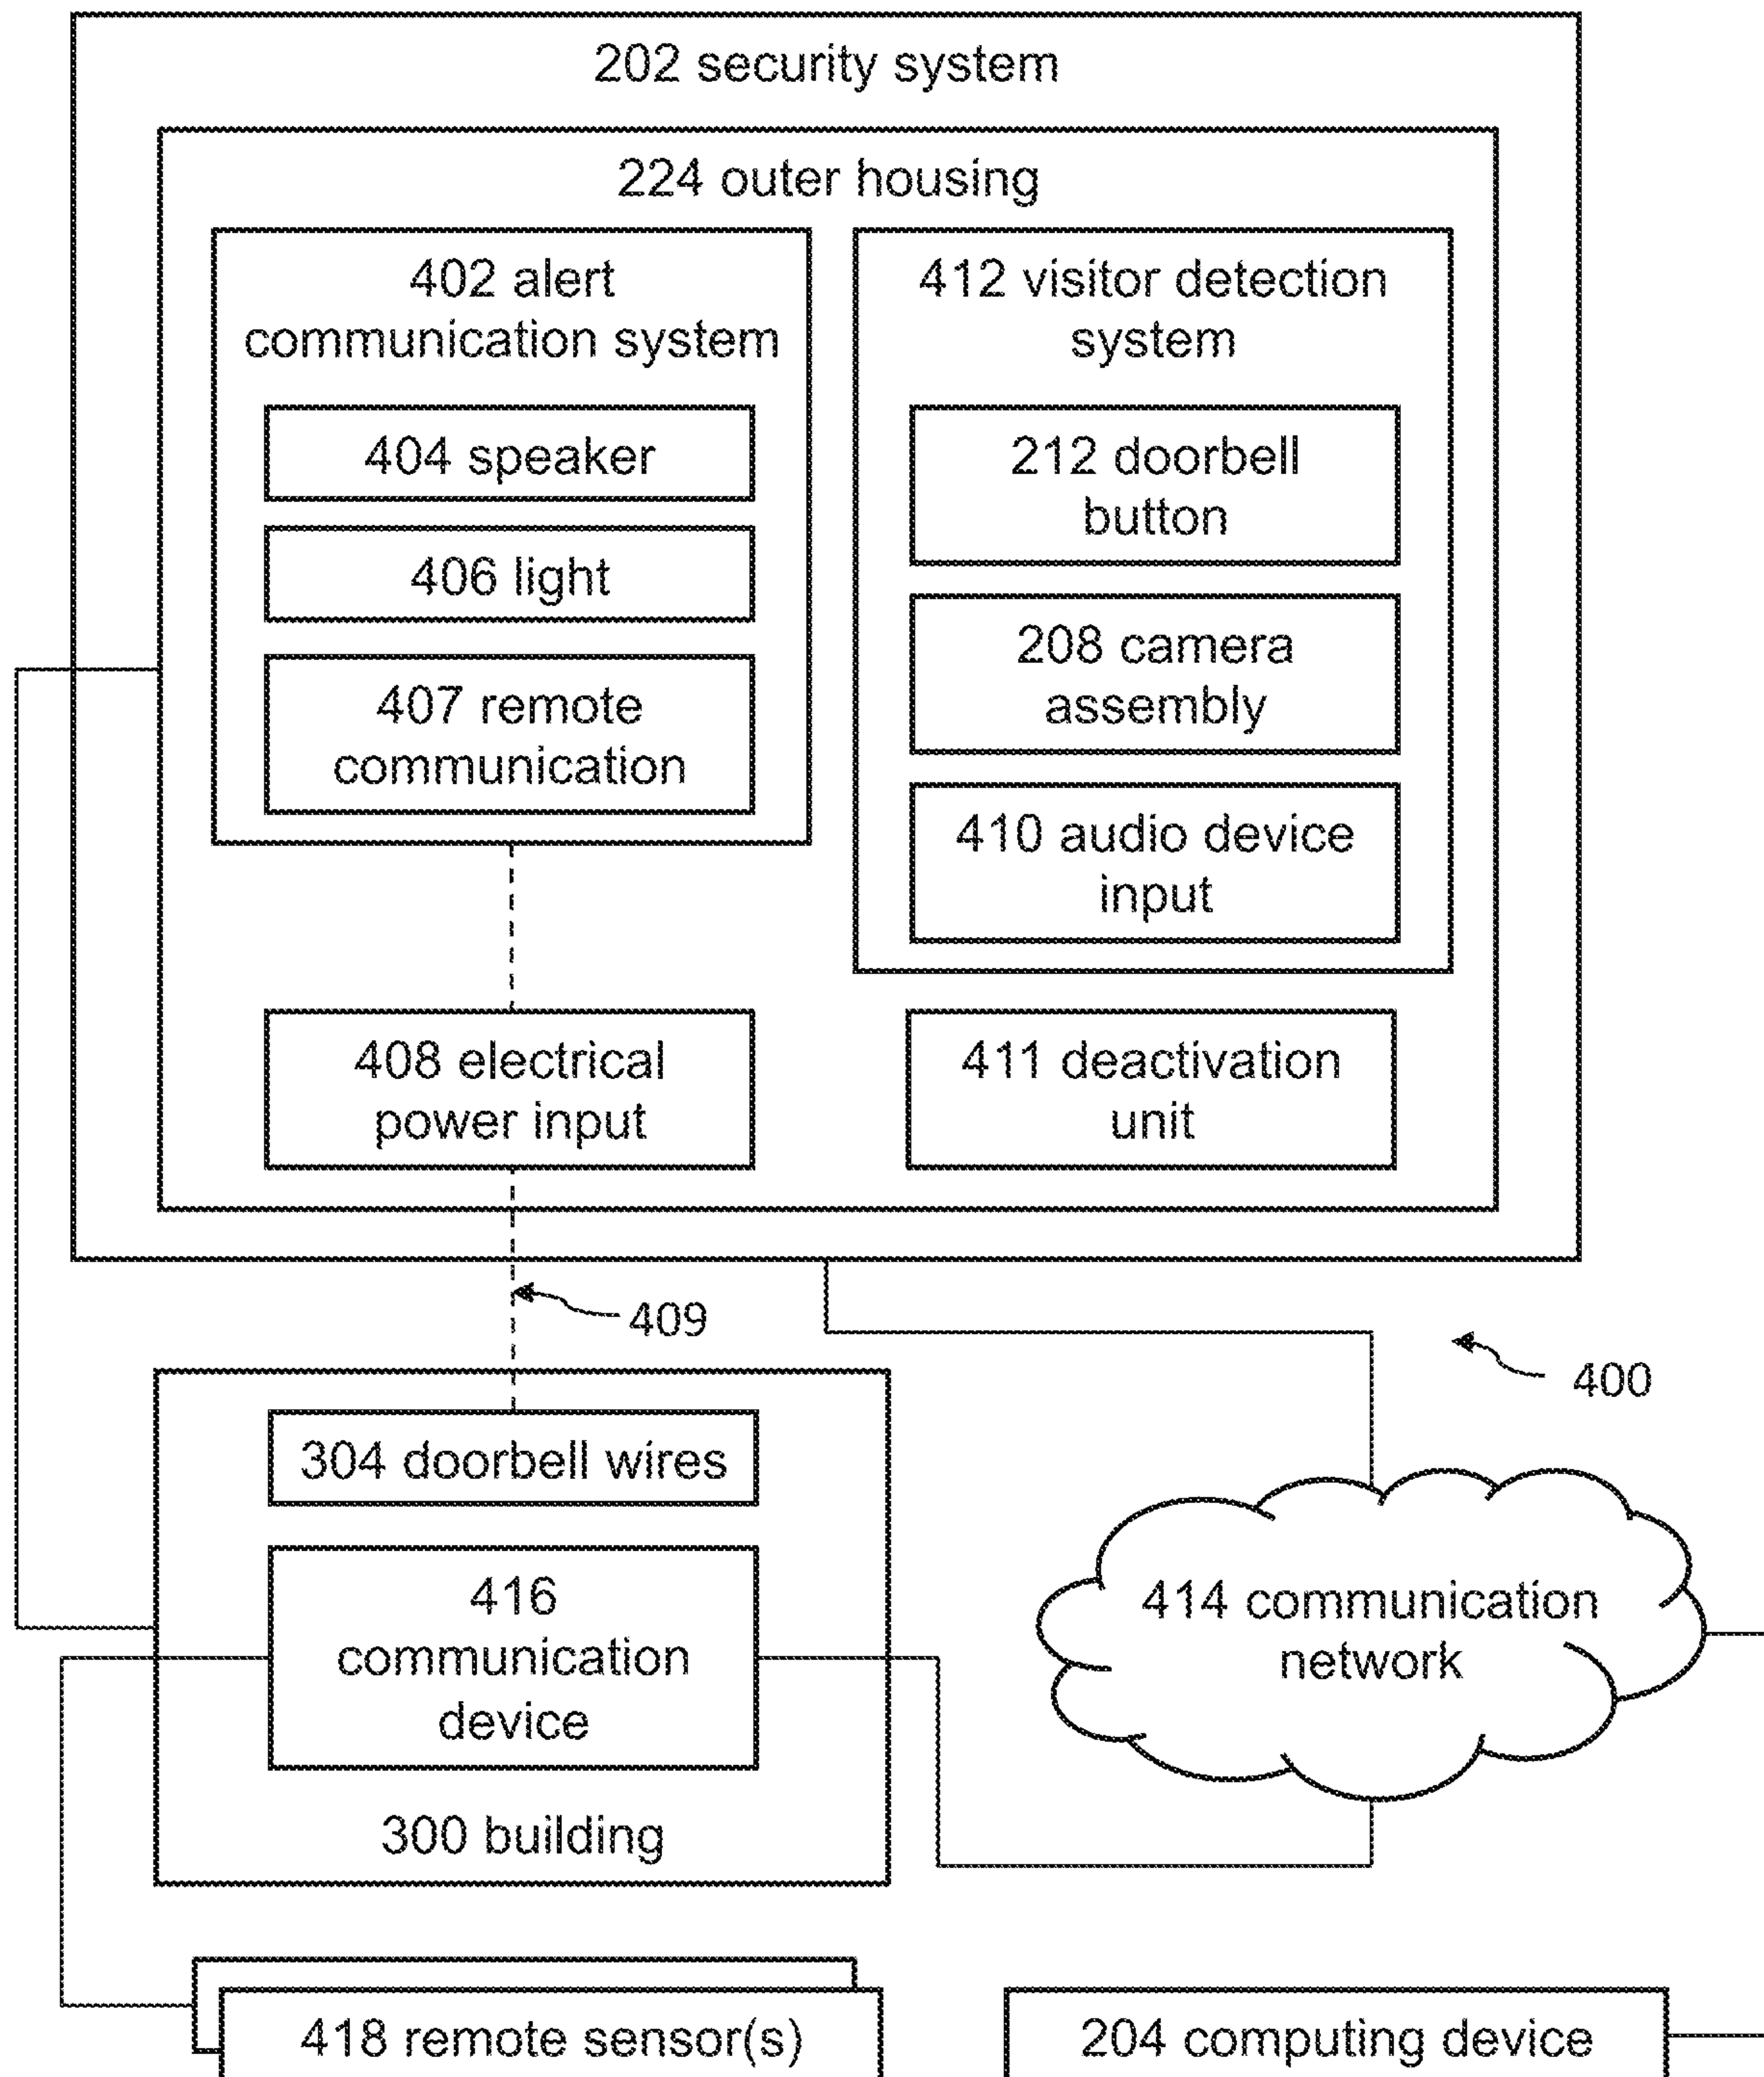 202 security system
224 outer housing
402 alert
communication system
404 speaker
406 light
407 remote
communication
412 visitor detection
system
212 doorbell
button
208 camera
assembly
410 audio device
input
408 electrical
power input
411 deactivation
unit
409
400
304 doorbell wires
416
communication
device
300 building
414 communication
network
418 remote sensor(s)
204 computing device